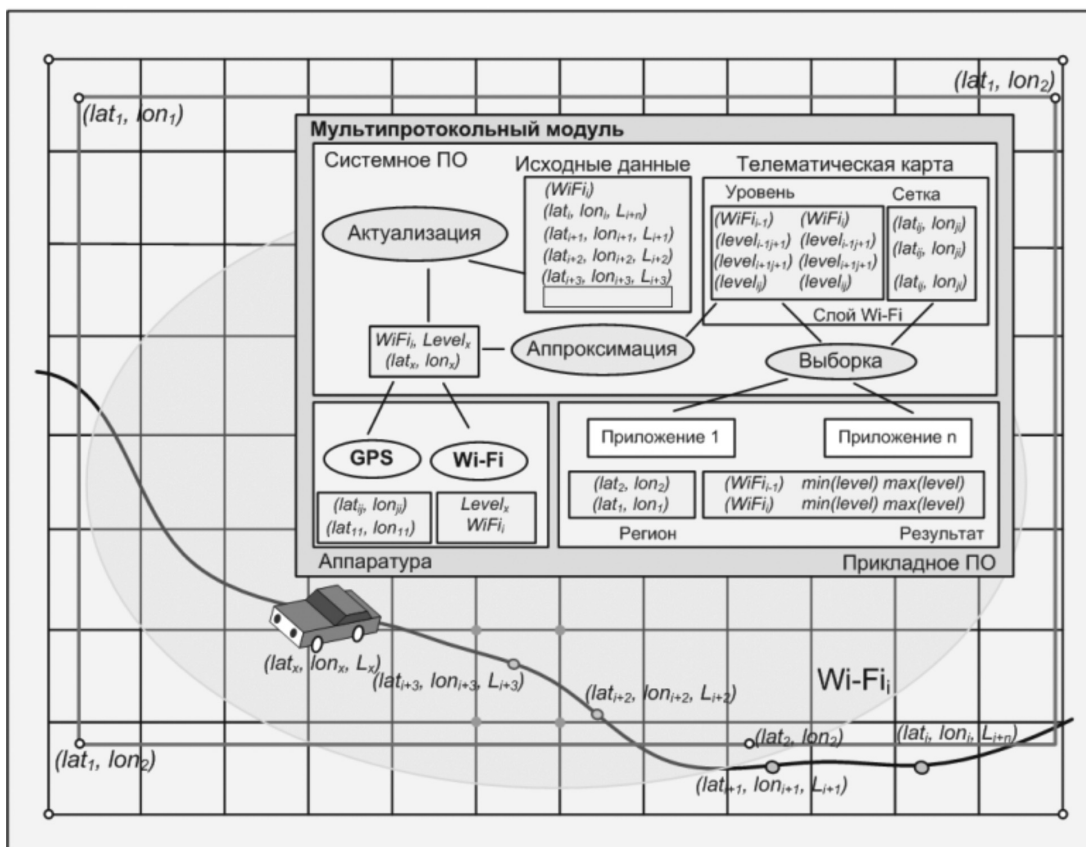 (lat₁, lon₁)
(lat₁, lon₂)
Мультипротокольный модуль
Системное ПО
Актуализация
Исходные данные
(WiFiᵢ)
(latᵢ, lonᵢ, Lᵢ₊ₙ)
(latᵢ₊₁, lonᵢ₊₁, Lᵢ₊₁)
(latᵢ₊₂, lonᵢ₊₂, Lᵢ₊₂)
(latᵢ₊₃, lonᵢ₊₃, Lᵢ₊₃)
Телематическая карта
Уровень Сетка
(WiFiᵢ₋₁) (WiFiᵢ)
(levelᵢ₋₁ⱼ₊₁) (levelᵢ₋₁ⱼ₊₁)
(levelᵢ₊₁ⱼ₊₁) (levelᵢ₊₁ⱼ₊₁)
(levelᵢⱼ) (levelᵢⱼ)
(latᵢⱼ, lonⱼᵢ)
(latᵢⱼ, lonⱼᵢ)
(latᵢⱼ, lonⱼᵢ)
Слой Wi-Fi
WiFiᵢ, Levelₓ
(latₓ, lonₓ)
Аппроксимация
Выборка
GPS
Wi-Fi
(latᵢⱼ, lonⱼᵢ)
(lat₁₁, lon₁₁)
Levelₓ
WiFiᵢ
Аппаратура
Приложение 1
Приложение n
(lat₂, lon₂)
(lat₁, lon₁)
Регион
(WiFiᵢ₋₁) min(level) max(level)
(WiFiᵢ) min(level) max(level)
Результат
Прикладное ПО
(latₓ, lonₓ, Lₓ)
(latᵢ₊₃, lonᵢ₊₃, Lᵢ₊₃)
(latᵢ₊₂, lonᵢ₊₂, Lᵢ₊₂)
Wi-Fiᵢ
(lat₁, lon₂)
(lat₂, lon₂)
(latᵢ, lonᵢ, Lᵢ₊ₙ)
(latᵢ₊₁, lonᵢ₊₁, Lᵢ₊₁)